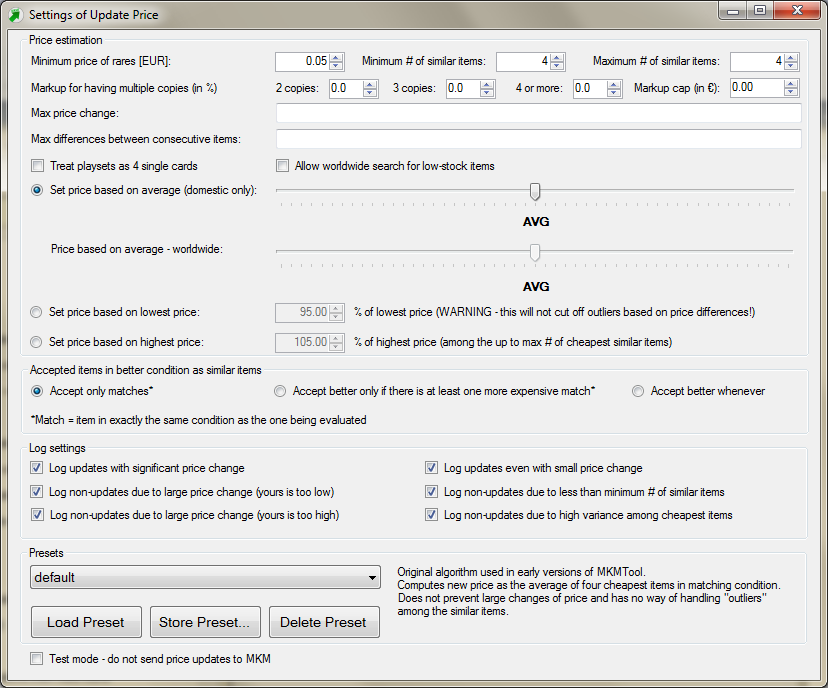 Settings of Update Price
Price estimation
Minimum price of rares [EUR]: 0.05 Minimum # of similar items: 4 Maximum # of similar items: 4
Markup for having multiple copies (in %) 2 copies: 0.0 3 copies: 0.0 4 or more: 0.0 Markup cap (in €): 0.00
Max price change:
Max differences between consecutive items:
Treat playsets as 4 single cards Allow worldwide search for low-stock items
Set price based on average (domestic only):
AVG
Price based on average - worldwide:
AVG
Set price based on lowest price: 95.00 % of lowest price (WARNING - this will not cut off outliers based on price differences!)
Set price based on highest price: 105.00 % of highest price (among the up to max # of cheapest similar items)
Accepted items in better condition as similar items
Accept only matches* Accept better only if there is at least one more expensive match* Accept better whenever
*Match = item in exactly the same condition as the one being evaluated
Log settings
Log updates with significant price change Log updates even with small price change
Log non-updates due to large price change (yours is too low) Log non-updates due to less than minimum # of similar items
Log non-updates due to large price change (yours is too high) Log non-updates due to high variance among cheapest items
Presets
default
Load Preset Store Preset... Delete Preset
Original algorithm used in early versions of MKMTool.
Computes new price as the average of four cheapest items in matching condition.
Does not prevent large changes of price and has no way of handling "outliers"
among the similar items.
Test mode - do not send price updates to MKM